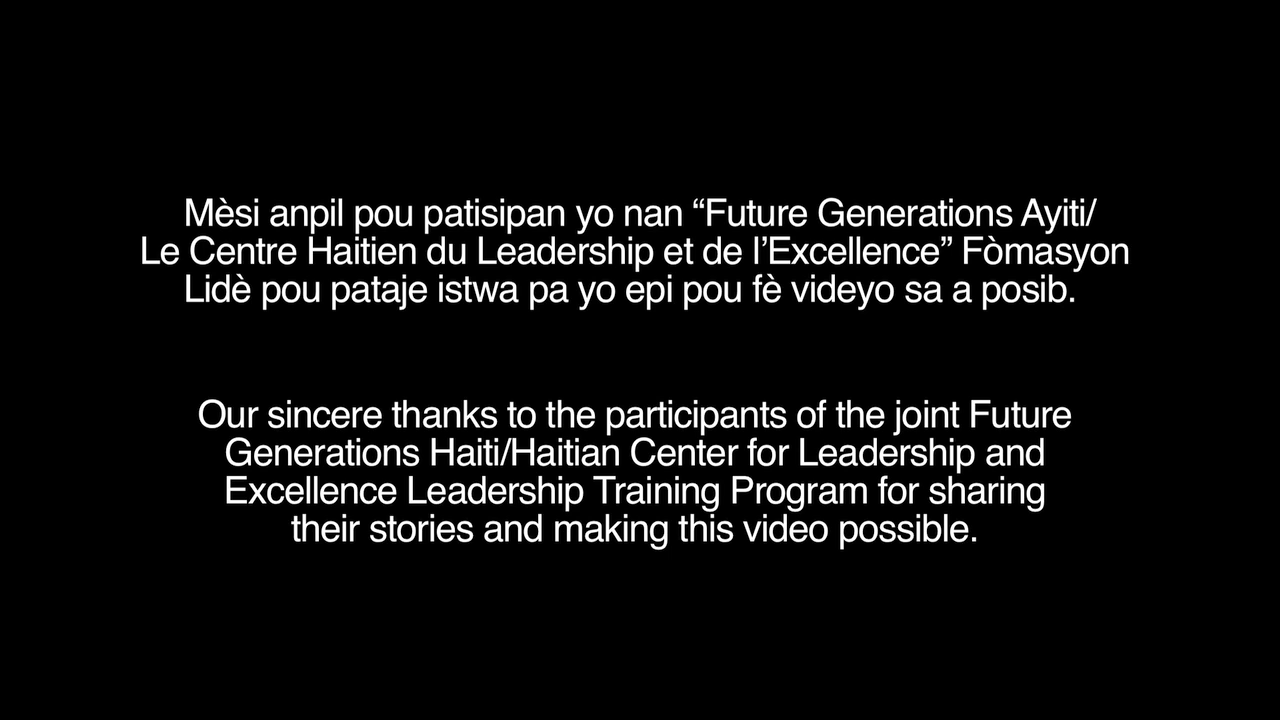 Mèsi anpil pou patisipan yo nan “Future Generations Ayiti/
Le Centre Haitien du Leadership et de l’Excellence” Fòmasyon
Lidè pou pataje istwa pa yo epi pou fè videyo sa a posib.
Our sincere thanks to the participants of the joint Future
Generations Haiti/Haitian Center for Leadership and
Excellence Leadership Training Program for sharing
their stories and making this video possible.